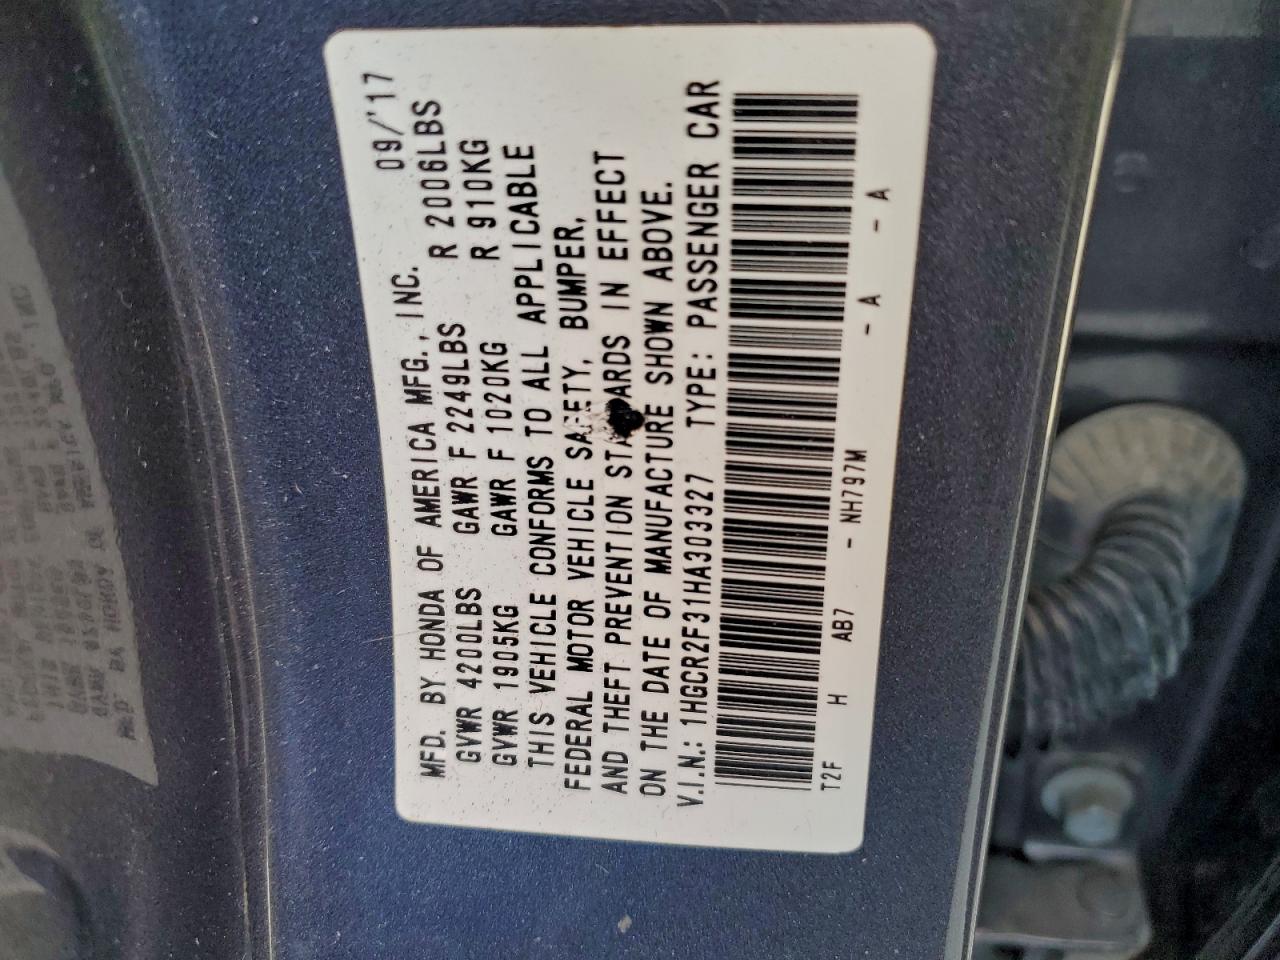 MFD. BY HONDA OF AMERICA MFG., INC. 09/'17
GVWR 4200LBS GAWR F 2249LBS R 2006LBS
GVWR 1905KG GAWR F 1020KG R 910KG
THIS VEHICLE CONFORMS TO ALL APPLICABLE
FEDERAL MOTOR VEHICLE SAFETY, BUMPER,
AND THEFT PREVENTION STANDARDS IN EFFECT
ON THE DATE OF MANUFACTURE SHOWN ABOVE.
V.I.N.: 1HGCR2F31HA303327 TYPE: PASSENGER CAR
T2F H AB7 - NH797M - A - A